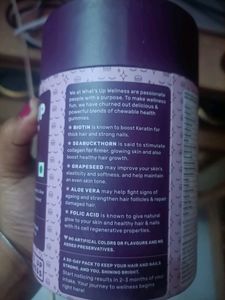 We at What's Up Wellness are passionate
people with a purpose. To make wellness
fun, we have churned out delicious &
powerful blends of chewable health
gummies.
BIOTIN is known to boost Keratin for
thick hair and strong nails.
SEABUCKTHORN is said to stimulate
collagen for firmer, glowing skin and also
boost healthy hair growth.
GRAPESEED may improve your skin's
elasticity and softness, and help maintain
an even skin tone.
ALOE VERA may help fight signs of
ageing and strengthen hair follicles & repair
damaged hair.
FOLIC ACID is known to give natural
glow to your skin and healthy hair & nails
with its cell regenerative properties.
NO ARTIFICIAL COLORS OR FLAVOURS AND NO
ADDED PRESERVATIVES.
A 30-DAY PACK TO KEEP YOUR HAIR AND NAILS
STRONG, AND YOU, SHINING BRIGHT.
Start noticing results in 2-3 months of your
intake. Your journey to wellness begins
right here!